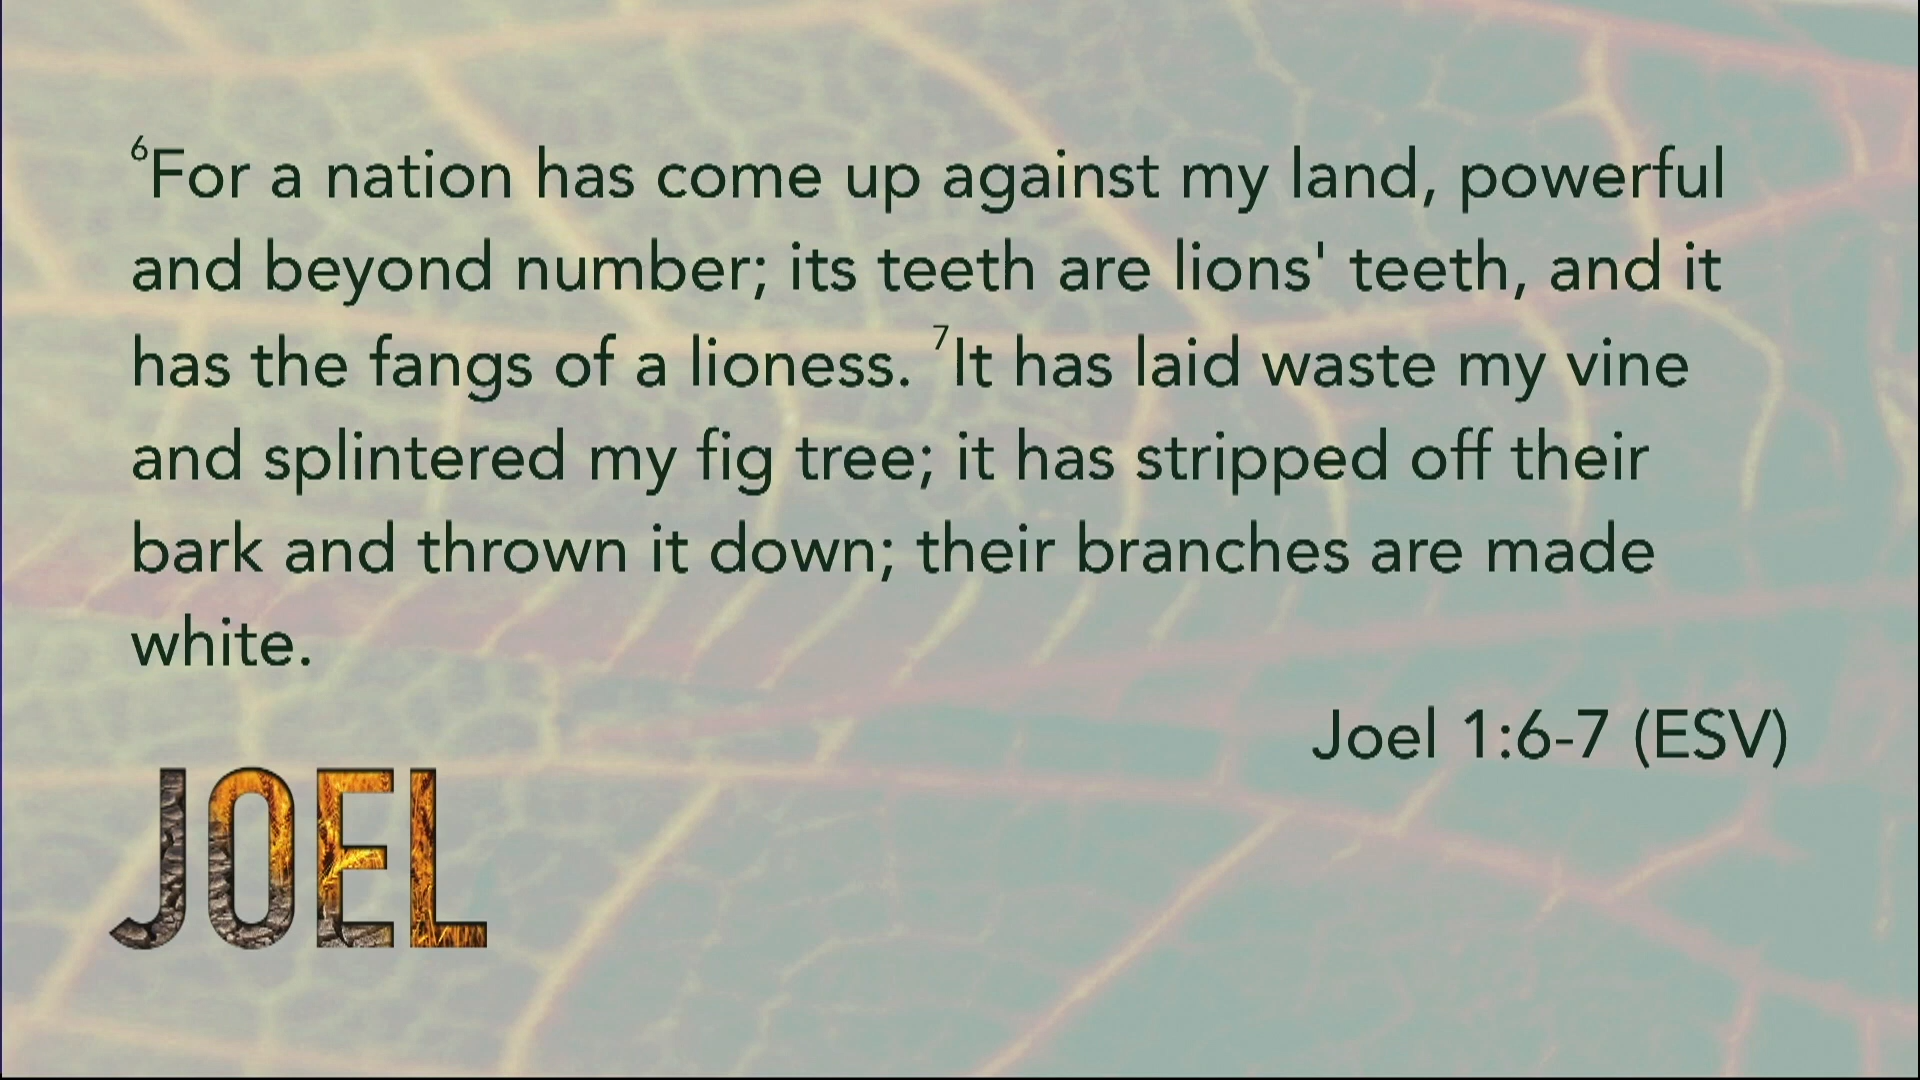 ⁶For a nation has come up against my land, powerful
and beyond number; its teeth are lions' teeth, and it
has the fangs of a lioness. ⁷It has laid waste my vine
and splintered my fig tree; it has stripped off their
bark and thrown it down; their branches are made
white.
Joel 1:6-7 (ESV)
JOEL